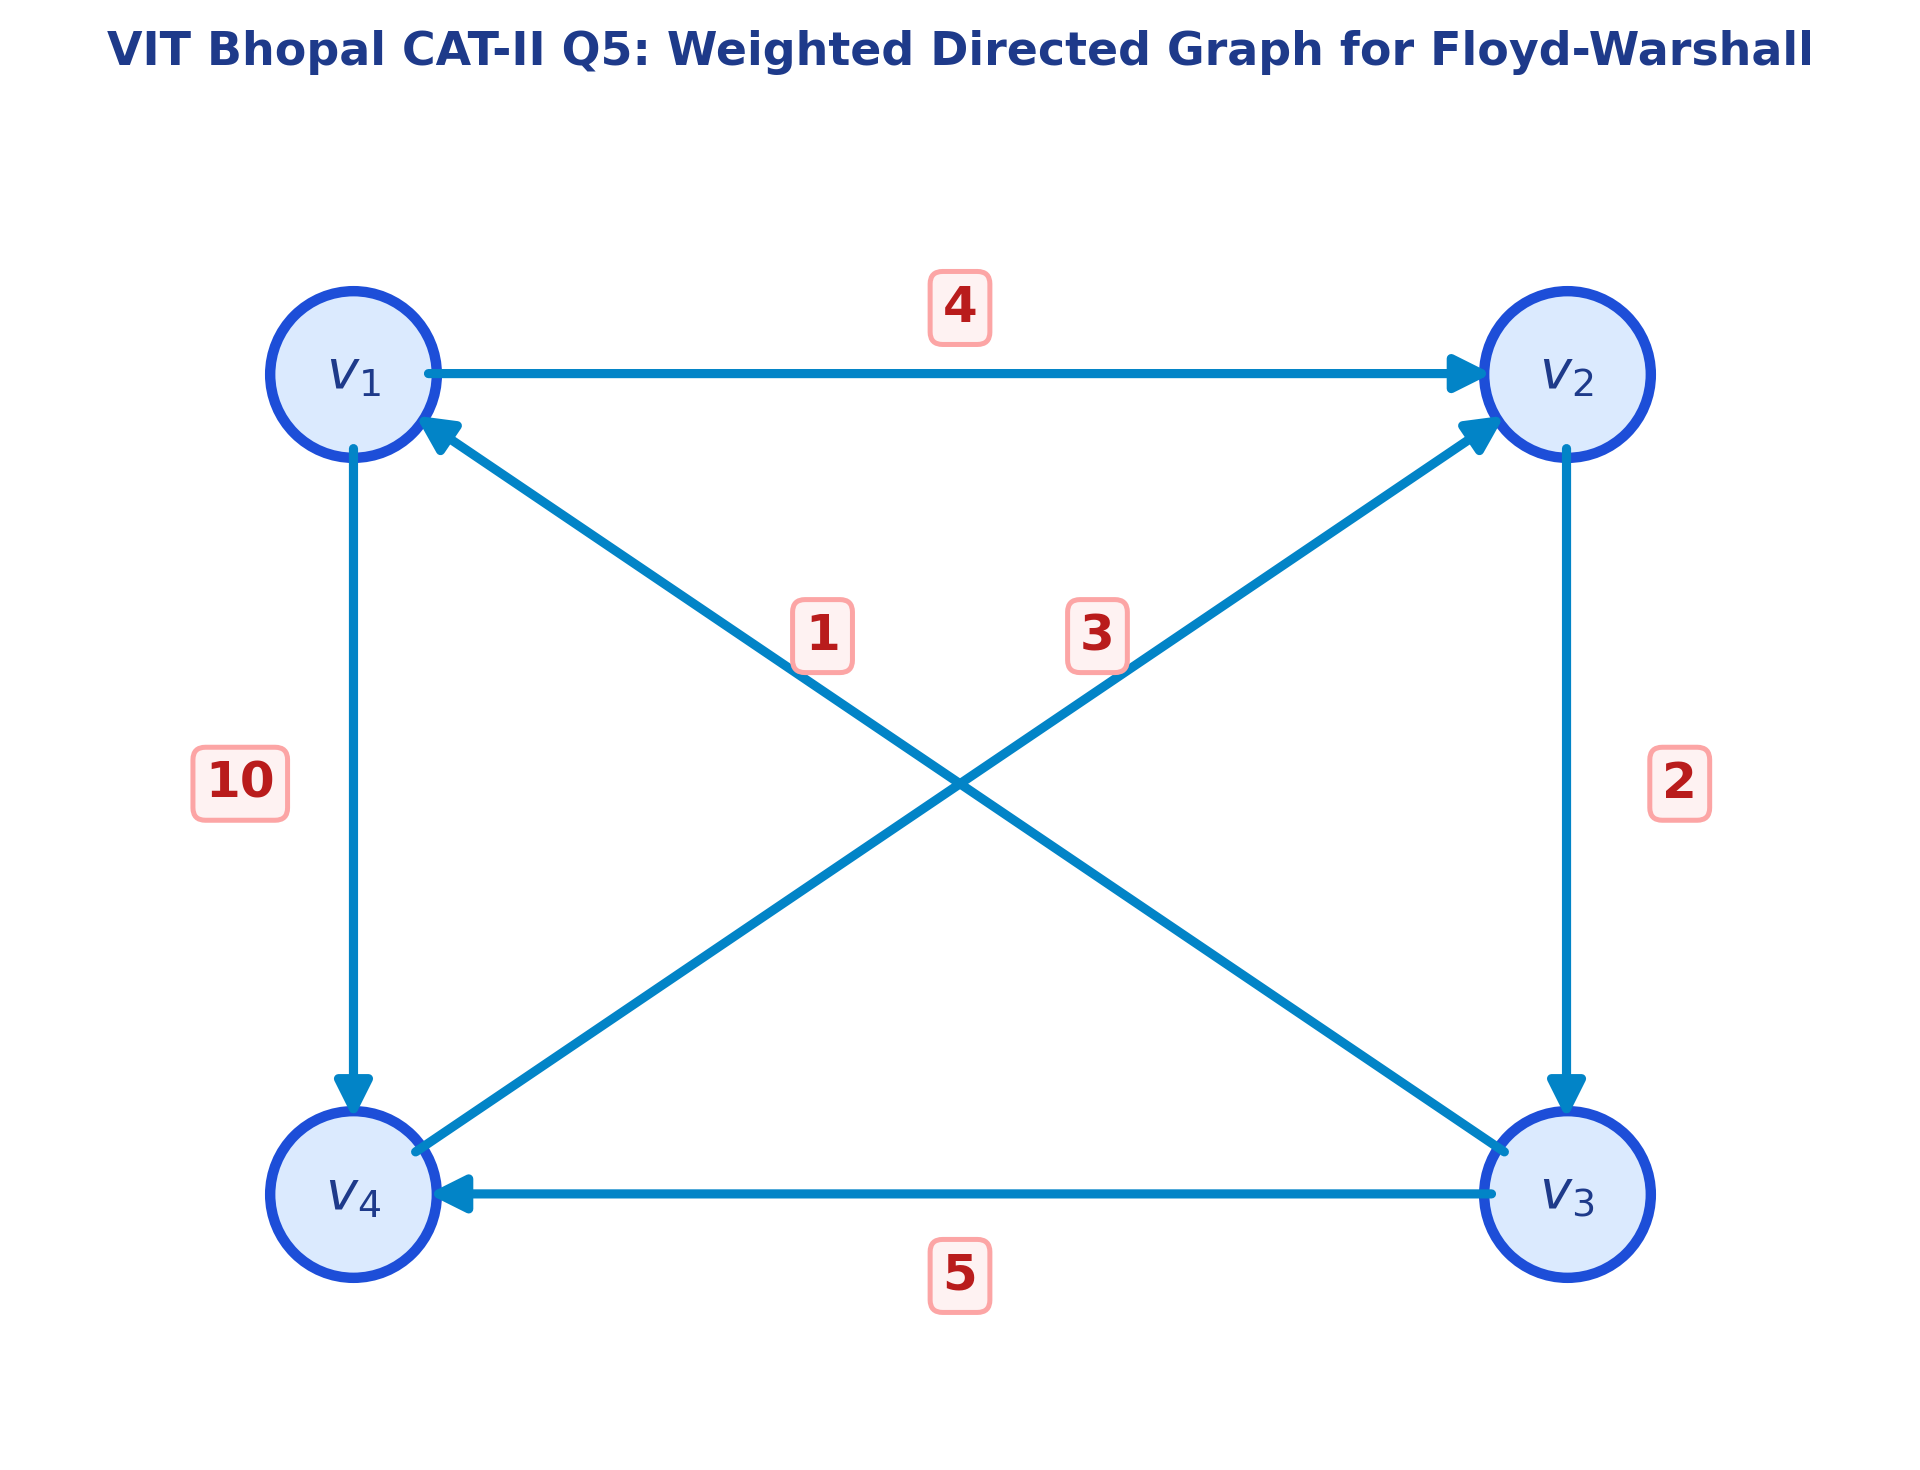 VIT Bhopal CAT-II Q5: Weighted Directed Graph for Floyd-Warshall
4
v₁
v₂
1
3
10
2
v₄
v₃
5